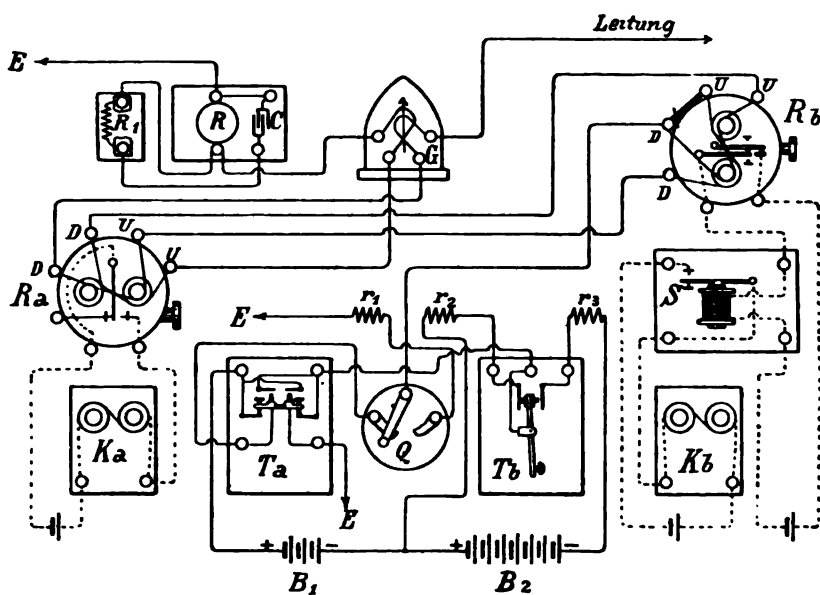 Leitung
E
R1
R
C
G
U
U
D
Rb
D
D
U
U
D
Ra
S
E
r1
r2
r3
Ka
Ta
Q
Tb
Kb
E
+ − + −
B1 B2